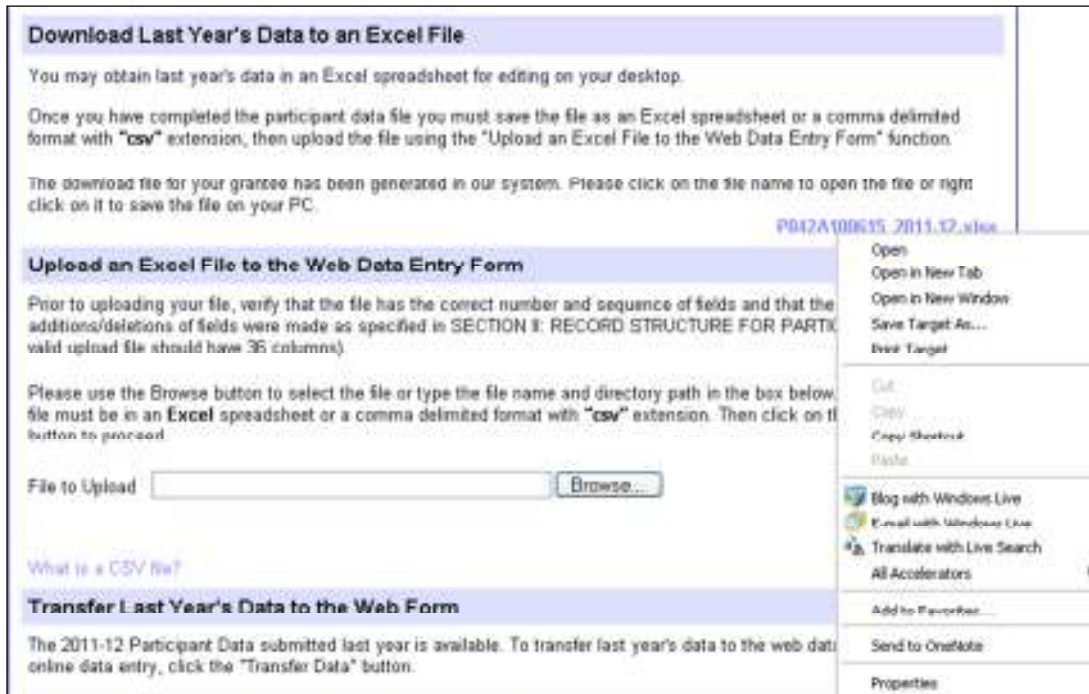 Download Last Year's Data to an Excel File
You may obtain last year's data in an Excel spreadsheet for editing on your desktop.
Once you have completed the participant data file you must save the file as an Excel spreadsheet or a comma delimited
format with "csv" extension, then upload the file using the "Upload an Excel File to the Web Data Entry Form" function.
The download file for your grantee has been generated in our system. Please click on the file name to open the file or right
click on it to save the file on your PC.
P042A100615_2011-12.xlsx
Upload an Excel File to the Web Data Entry Form
Prior to uploading your file, verify that the file has the correct number and sequence of fields and that the
additions/deletions of fields were made as specified in SECTION II: RECORD STRUCTURE FOR PARTIC
valid upload file should have 36 columns).
Please use the Browse button to select the file or type the file name and directory path in the box below.
file must be in an Excel spreadsheet or a comma delimited format with "csv" extension. Then click on th
button to proceed.
File to Upload
Browse...
What is a CSV file?
Transfer Last Year's Data to the Web Form
The 2011-12 Participant Data submitted last year is available. To transfer last year's data to the web data
online data entry, click the "Transfer Data" button.
Open
Open in New Tab
Open in New Window
Save Target As...
Print Target
Cut
Copy
Copy Shortcut
Paste
Blog with Windows Live
E-mail with Windows Live
Translate with Live Search
All Accelerators
Add to Favorites...
Send to OneNote
Properties